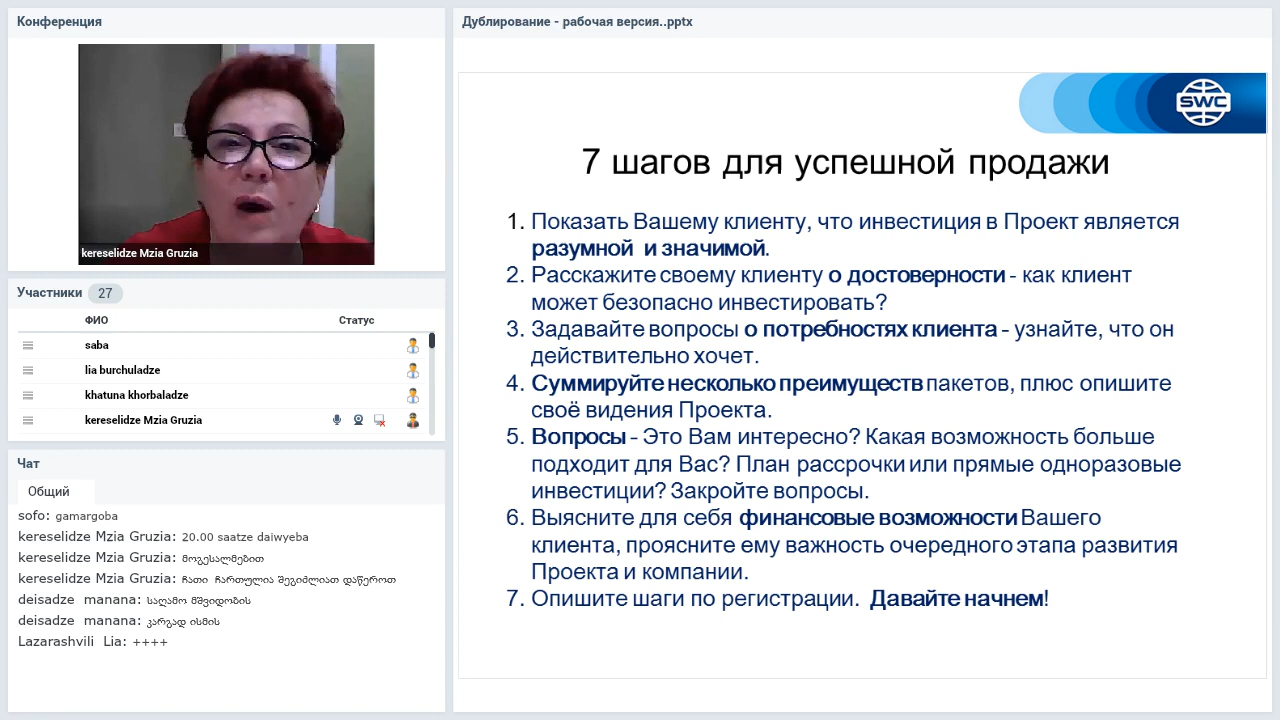 Конференция
kereselidze Mzia Gruzia
Участники 27
ФИО Статус
saba
lia burchuladze
khatuna khorbaladze
kereselidze Mzia Gruzia
Чат
Общий
sofo: gamargoba
kereselidze Mzia Gruzia: 20.00 saatze daiwyeba
kereselidze Mzia Gruzia: მოგესალმებით
kereselidze Mzia Gruzia: ჩათი ჩართულია შეგიძლიათ დაწეროთ
deisadze manana: საღამო მშვიდობის
deisadze manana: კარგად ისმის
Lazarashvili Lia: ++++
Дублирование - рабочая версия..pptx
SWC
7 шагов для успешной продажи
1. Показать Вашему клиенту, что инвестиция в Проект является
разумной и значимой.
2. Расскажите своему клиенту о достоверности - как клиент
может безопасно инвестировать?
3. Задавайте вопросы о потребностях клиента - узнайте, что он
действительно хочет.
4. Суммируйте несколько преимуществ пакетов, плюс опишите
своё видения Проекта.
5. Вопросы - Это Вам интересно? Какая возможность больше
подходит для Вас? План рассрочки или прямые одноразовые
инвестиции? Закройте вопросы.
6. Выясните для себя финансовые возможности Вашего
клиента, проясните ему важность очередного этапа развития
Проекта и компании.
7. Опишите шаги по регистрации. Давайте начнем!